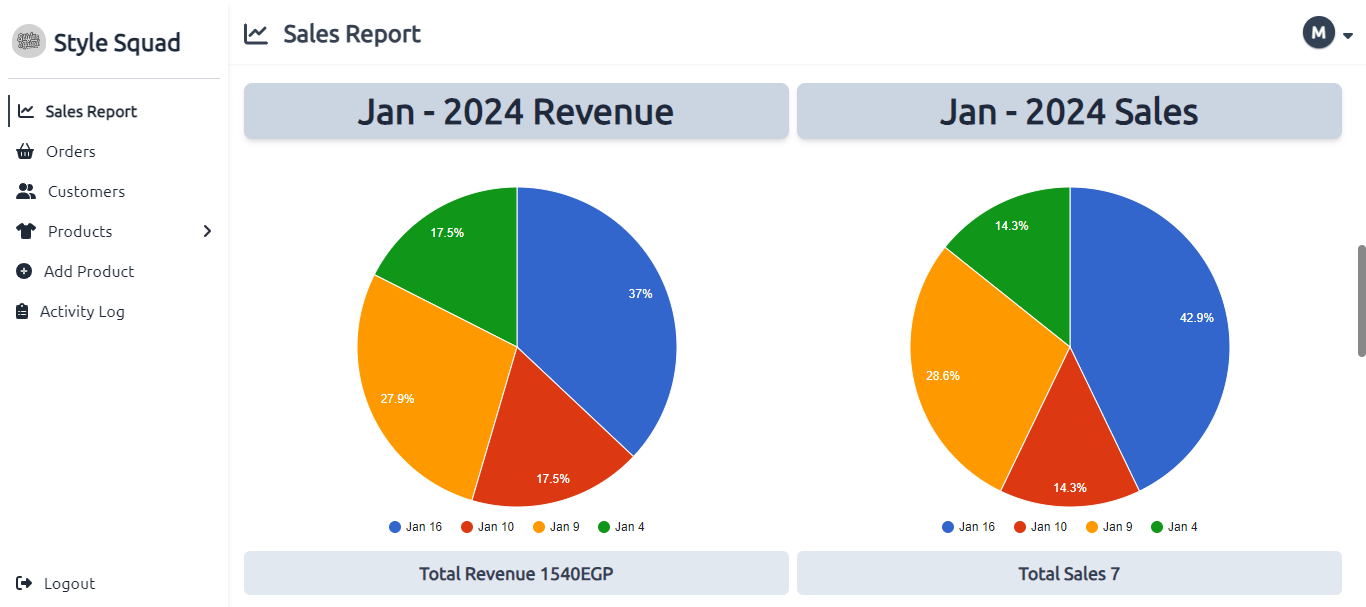 Style Squad
Sales Report
Orders
Customers
Products
Add Product
Activity Log
Logout
Sales Report
M
Jan - 2024 Revenue
17.5%
37%
27.9%
17.5%
Jan 16 Jan 10 Jan 9 Jan 4
Total Revenue 1540EGP
Jan - 2024 Sales
14.3%
42.9%
28.6%
14.3%
Jan 16 Jan 10 Jan 9 Jan 4
Total Sales 7